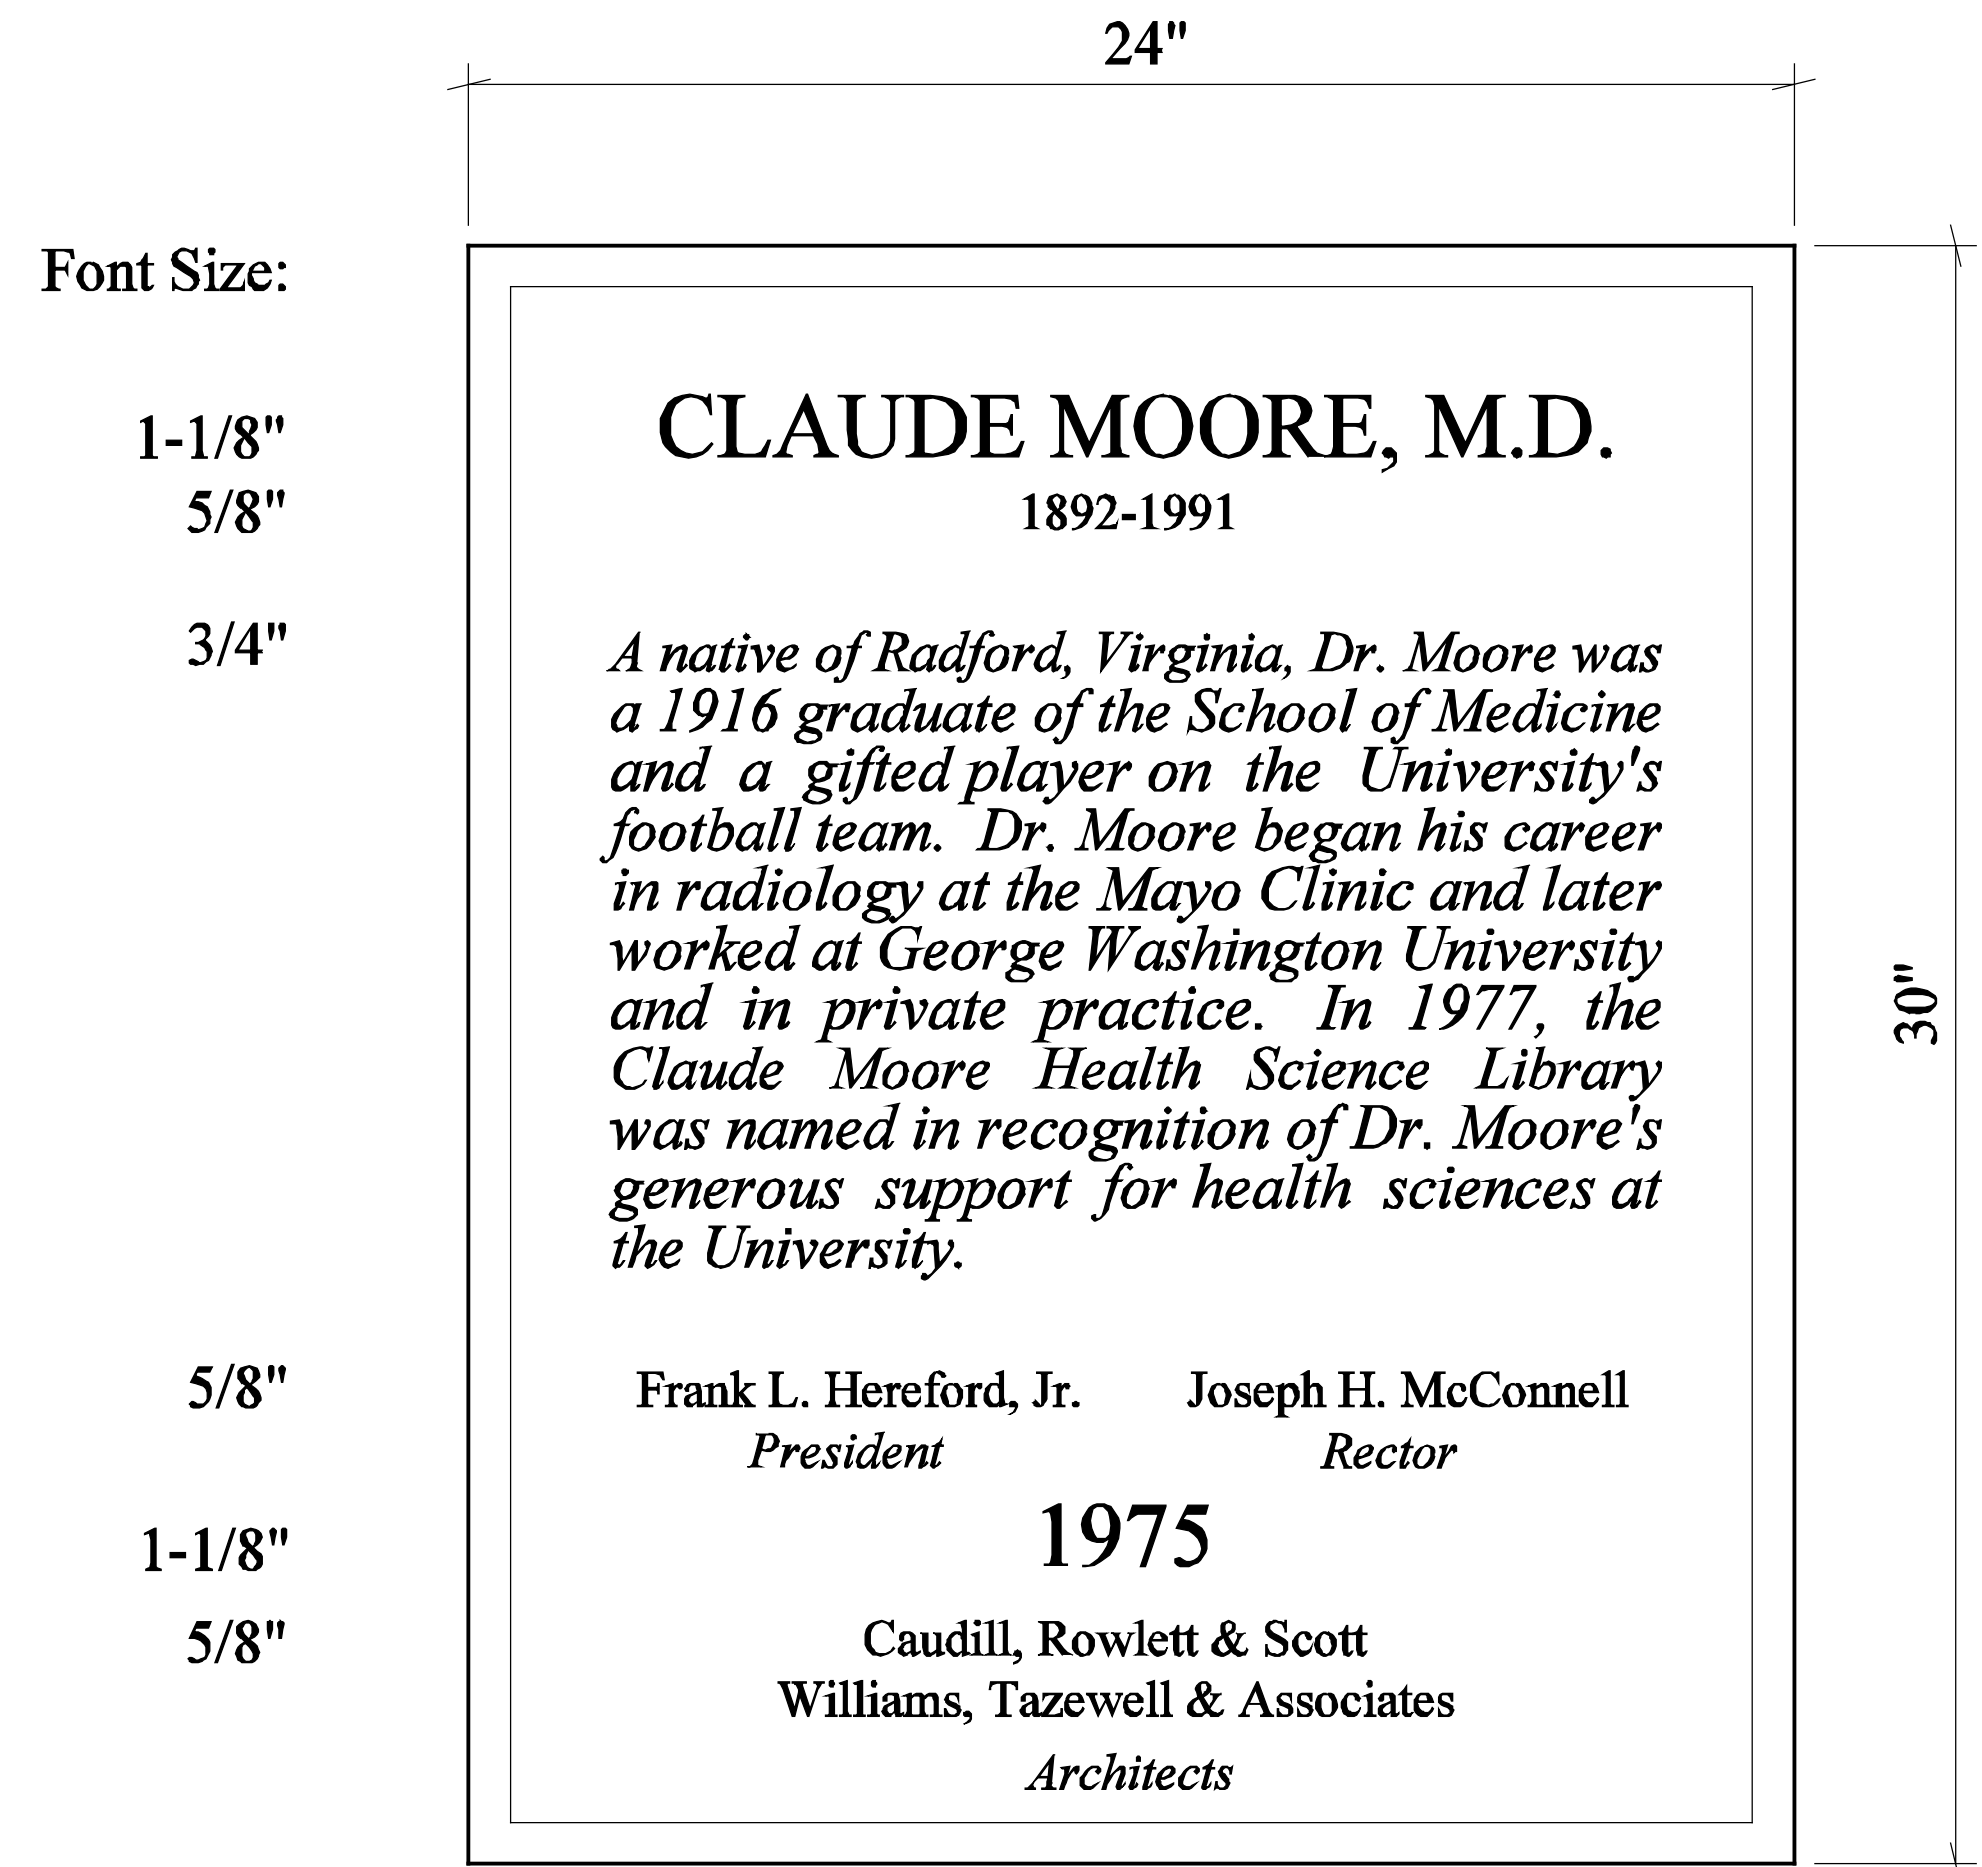 24"
Font Size:
1-1/8"
CLAUDE MOORE, M.D.
5/8"
1892-1991
3/4"
A native of Radford, Virginia, Dr. Moore was
a 1916 graduate of the School of Medicine
and a gifted player on the University's
football team. Dr. Moore began his career
in radiology at the Mayo Clinic and later
worked at George Washington University
and in private practice. In 1977, the
Claude Moore Health Science Library
was named in recognition of Dr. Moore's
generous support for health sciences at
the University.
30"
5/8"
Frank L. Hereford, Jr. Joseph H. McConnell
President Rector
1-1/8"
1975
5/8"
Caudill, Rowlett & Scott
Williams, Tazewell & Associates
Architects